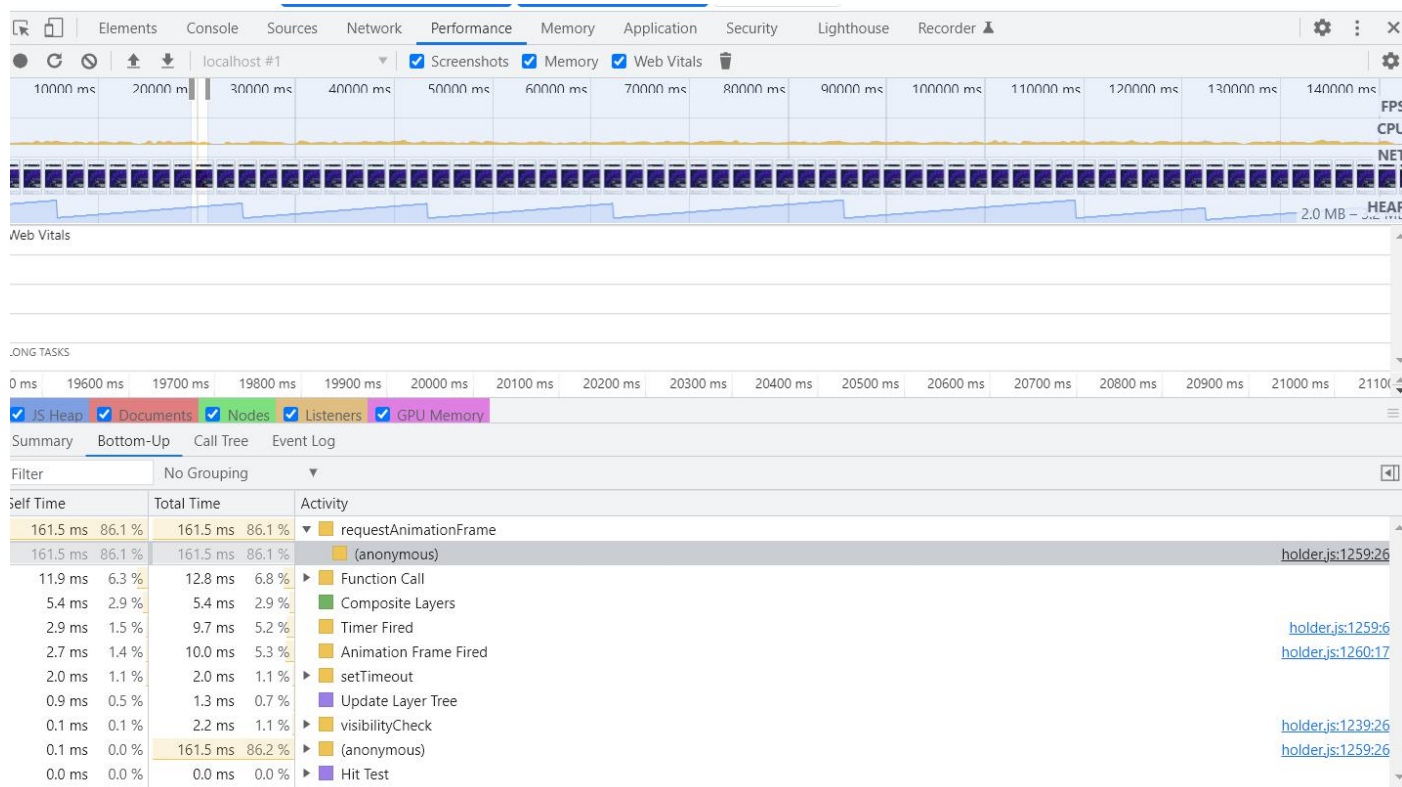 Elements Console Sources Network Performance Memory Application Security Lighthouse Recorder
localhost #1 Screenshots Memory Web Vitals
10000 ms 20000 m 30000 ms 40000 ms 50000 ms 60000 ms 70000 ms 80000 ms 90000 ms 100000 ms 110000 ms 120000 ms 130000 ms 140000 ms
FPS
CPU
NET
HEAP
2.0 MB –
Web Vitals
LONG TASKS
0 ms 19600 ms 19700 ms 19800 ms 19900 ms 20000 ms 20100 ms 20200 ms 20300 ms 20400 ms 20500 ms 20600 ms 20700 ms 20800 ms 20900 ms 21000 ms 2110
JS Heap Documents Nodes Listeners GPU Memory
Summary Bottom-Up Call Tree Event Log
Filter No Grouping
Self Time Total Time Activity
161.5 ms 86.1 % 161.5 ms 86.1 % requestAnimationFrame
161.5 ms 86.1 % 161.5 ms 86.1 % (anonymous) holder.js:1259:26
11.9 ms 6.3 % 12.8 ms 6.8 % Function Call
5.4 ms 2.9 % 5.4 ms 2.9 % Composite Layers
2.9 ms 1.5 % 9.7 ms 5.2 % Timer Fired holder.js:1259:6
2.7 ms 1.4 % 10.0 ms 5.3 % Animation Frame Fired holder.js:1260:17
2.0 ms 1.1 % 2.0 ms 1.1 % setTimeout
0.9 ms 0.5 % 1.3 ms 0.7 % Update Layer Tree
0.1 ms 0.1 % 2.2 ms 1.1 % visibilityCheck holder.js:1239:26
0.1 ms 0.0 % 161.5 ms 86.2 % (anonymous) holder.js:1259:26
0.0 ms 0.0 % 0.0 ms 0.0 % Hit Test